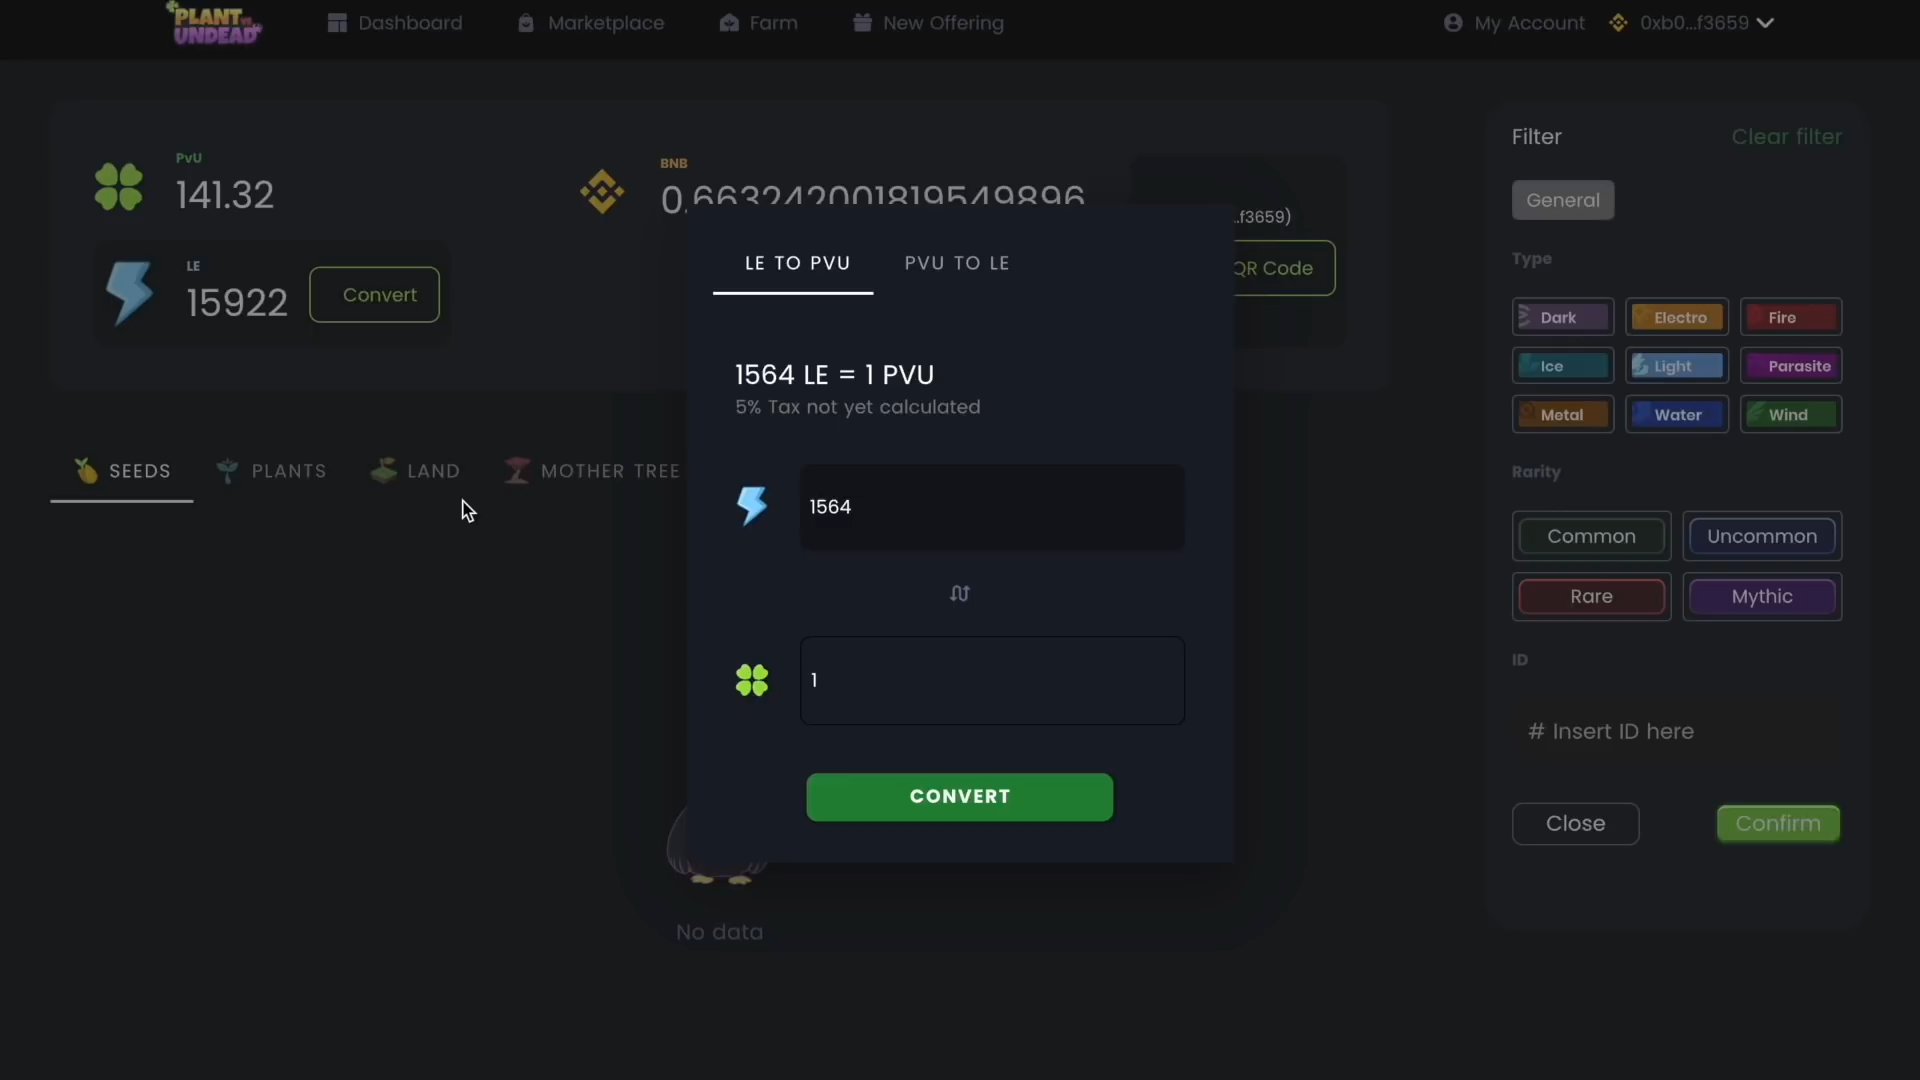 PLANT VS
UNDEAD
Dashboard
Marketplace
Farm
New Offering
My Account
0xb0...f3659
PvU
141.32
BNB
0.663242001819549896
..f3659)
QR Code
LE
15922
Convert
SEEDS
PLANTS
LAND
MOTHER TREE
LE TO PVU
PVU TO LE
1564 LE = 1 PVU
5% Tax not yet calculated
1564
1
CONVERT
No data
Filter
Clear filter
General
Type
Dark
Electro
Fire
Ice
Light
Parasite
Metal
Water
Wind
Rarity
Common
Uncommon
Rare
Mythic
ID
# Insert ID here
Close
Confirm